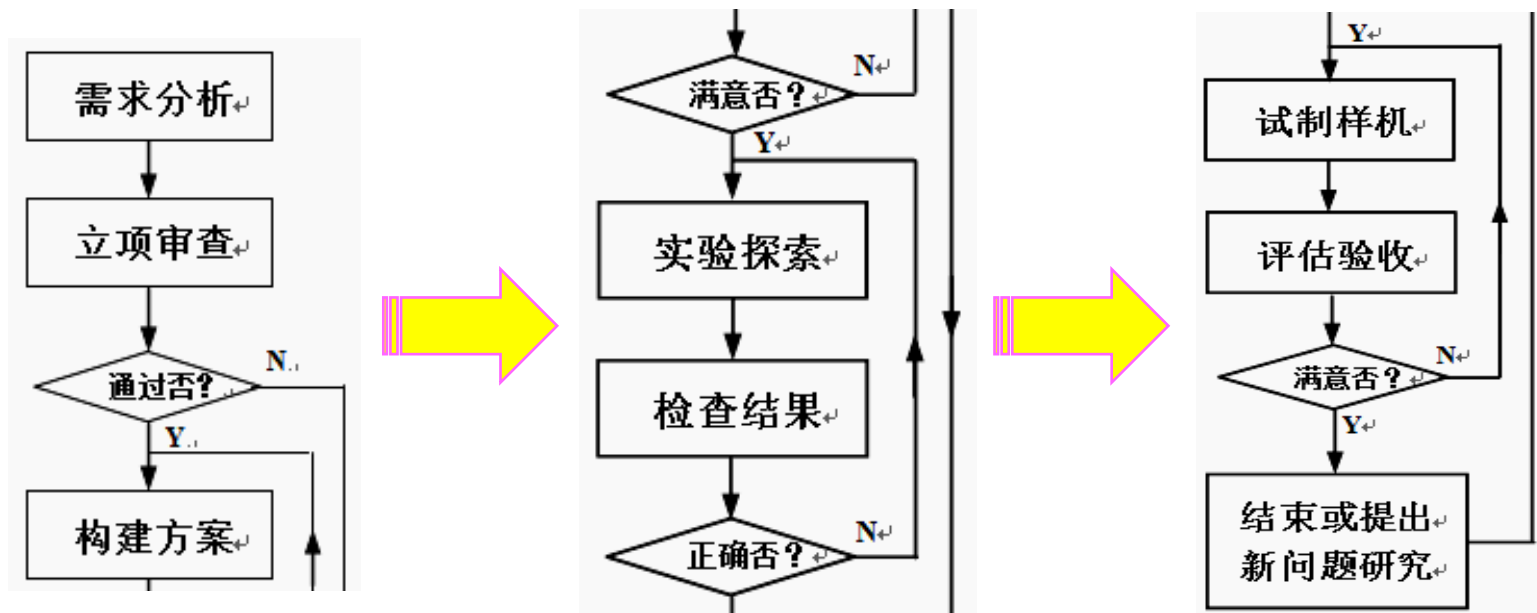 需求分析
立项审查
通过否?
N
Y
构建方案
满意否?
N
Y
实验探索
检查结果
正确否?
N
Y
试制样机
评估验收
满意否?
N
Y
结束或提出
新问题研究